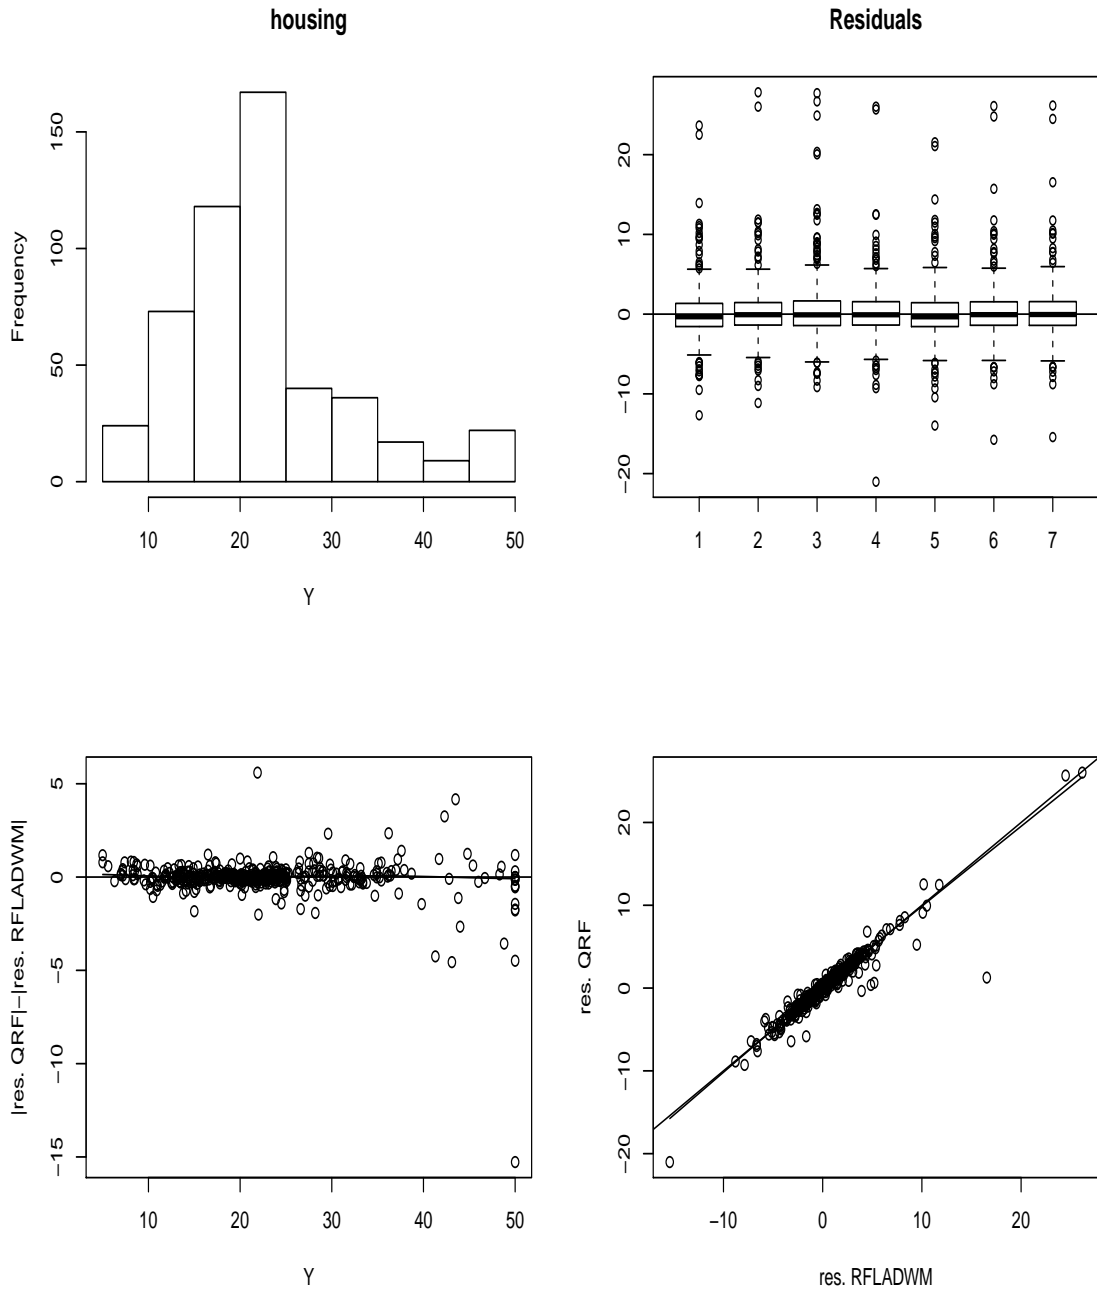 housing
Frequency
150
100
50
0
10 20 30 40 50
Y
Residuals
20
10
0
−10
−20
1 2 3 4 5 6 7
|res. QRF|−|res. RFLADWM|
5
0
−5
−10
−15
10 20 30 40 50
Y
res. QRF
20
10
0
−10
−20
−10 0 10 20
res. RFLADWM